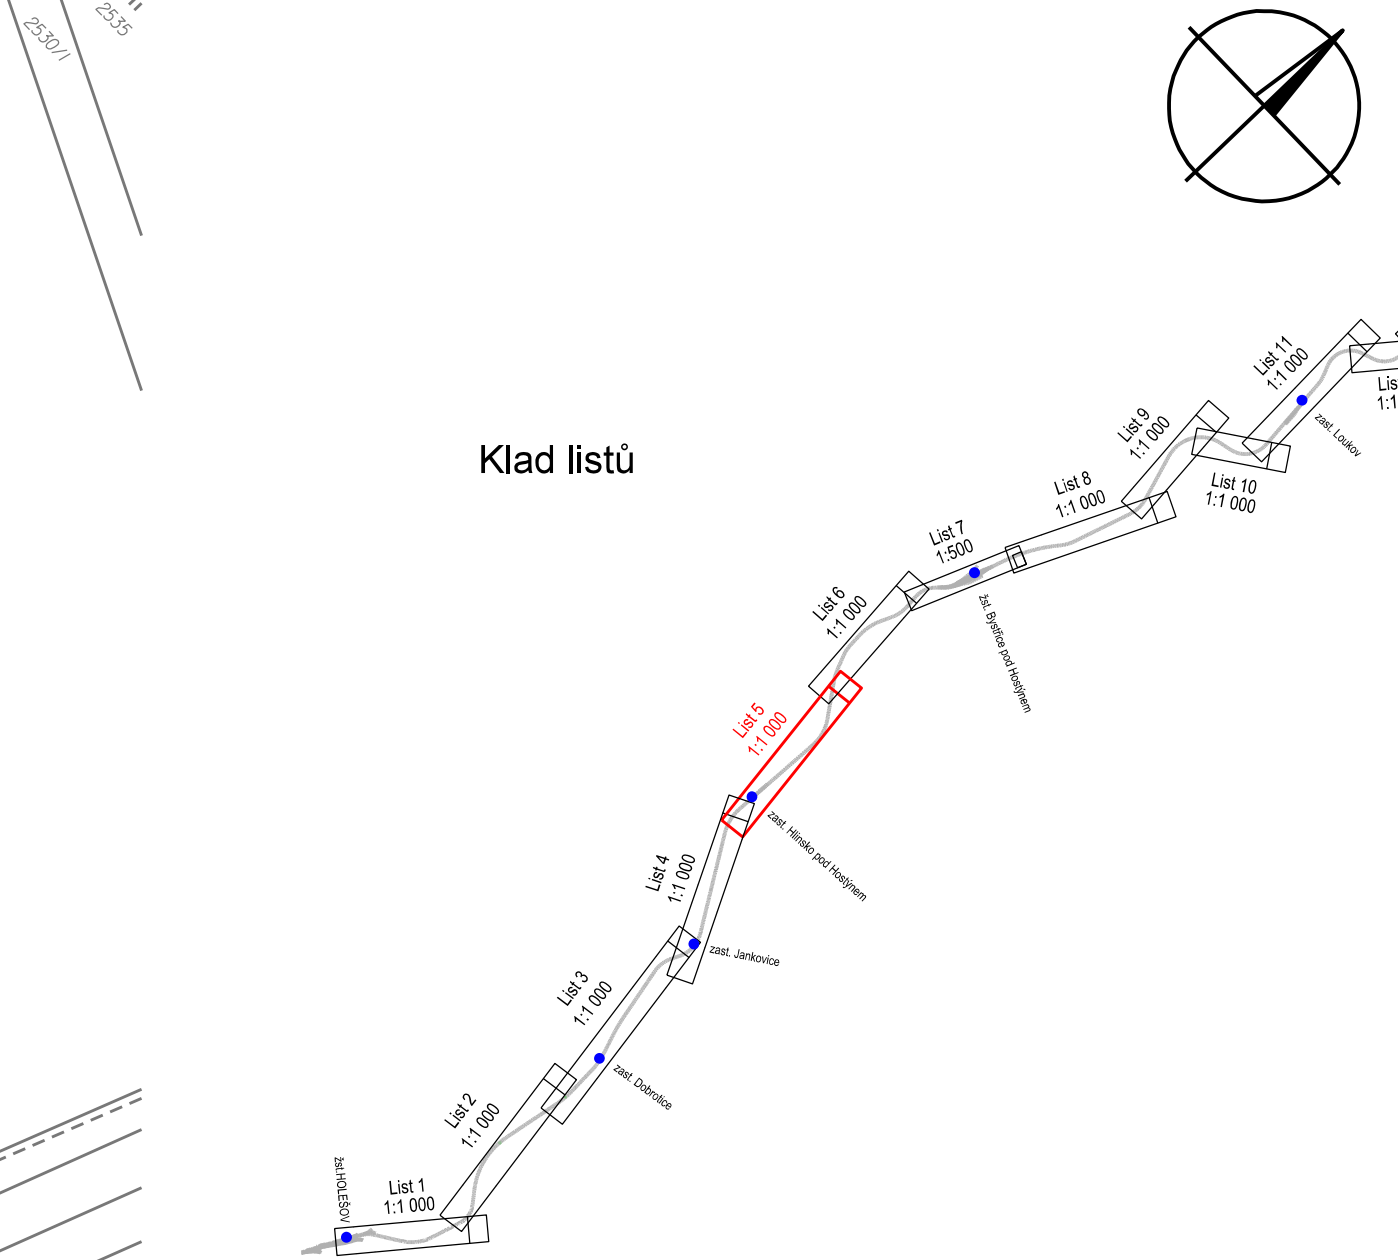 2530/1
2535
Klad listů
List 11
1:1 000
zast. Loukov
List 9
1:1 000
List 10
1:1 000
List 8
1:1 000
List 7
1:500
žst. Bystřice pod Hostýnem
List 6
1:1 000
List 5
1:1 000
zast. Hlinsko pod Hostýnem
List 4
1:1 000
zast. Jankovice
List 3
1:1 000
zast. Dobrotice
List 2
1:1 000
žst.HOLEŠOV
List 1
1:1 000